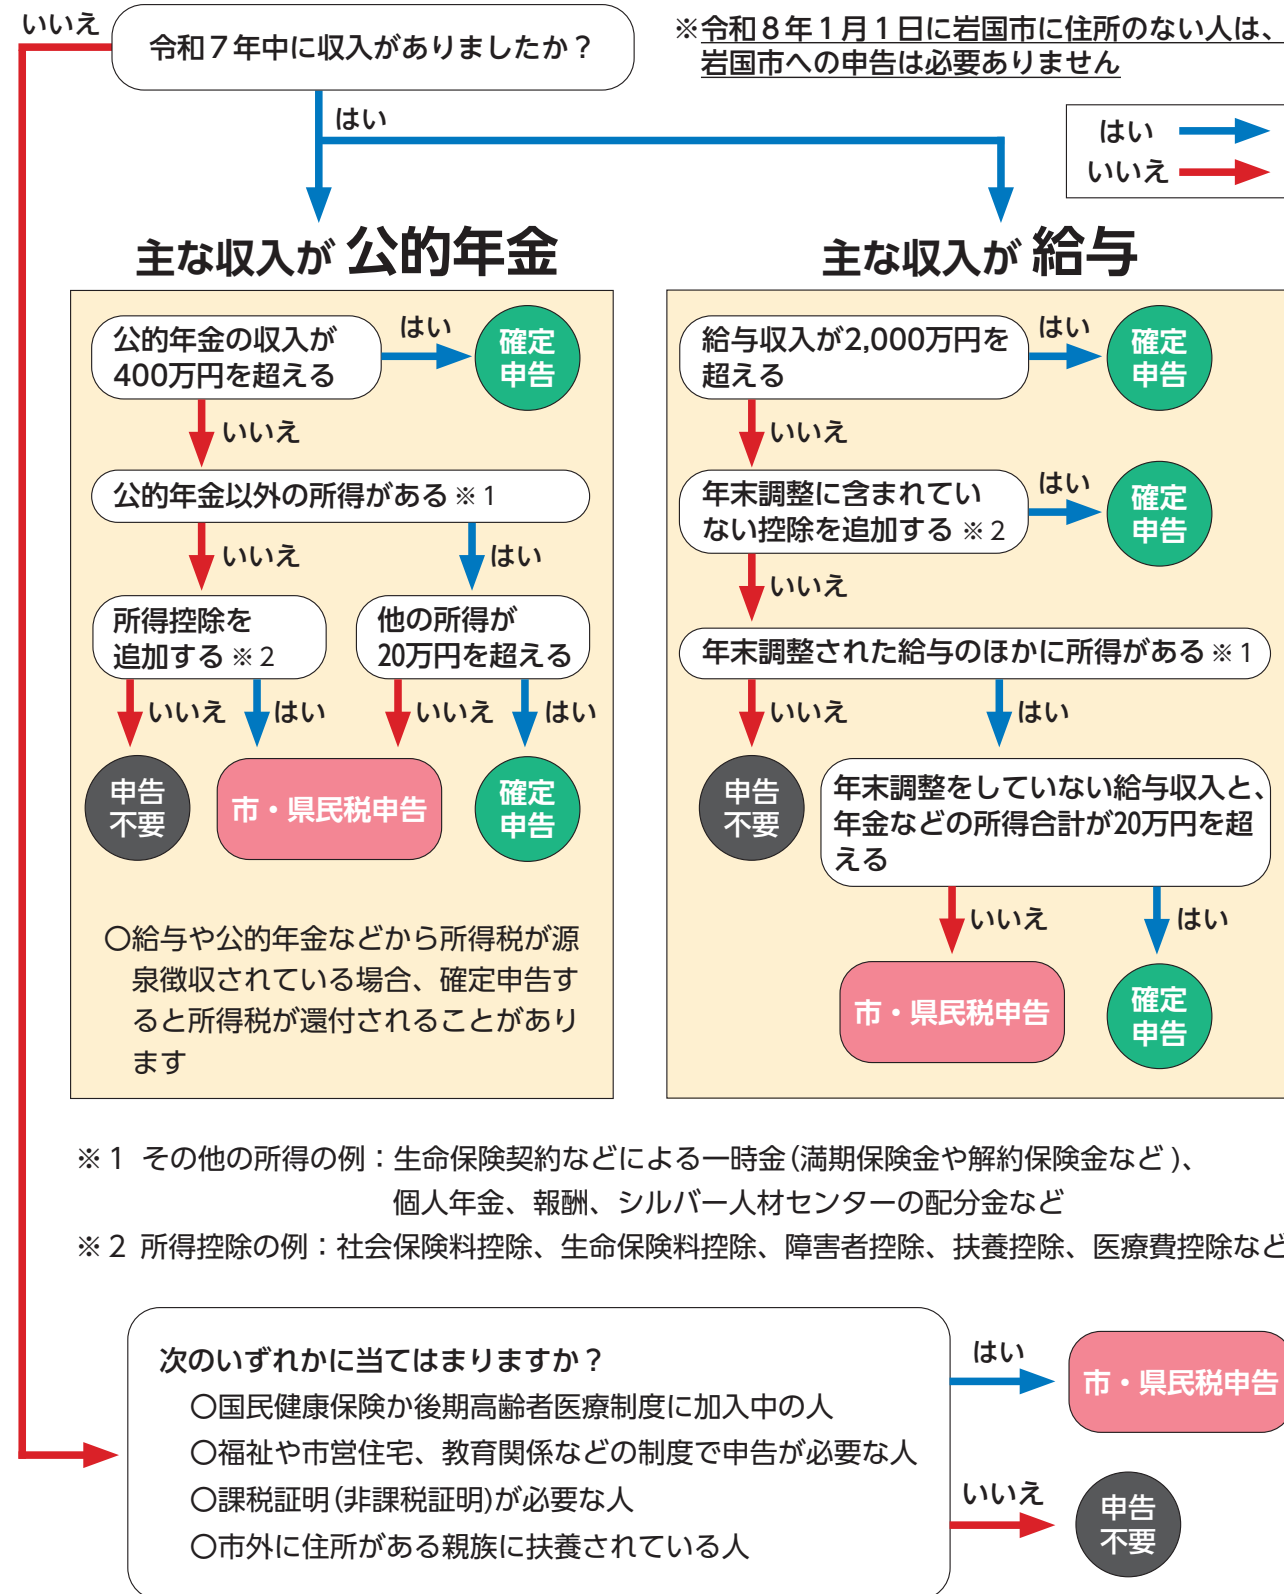 いいえ
令和７年中に収入がありましたか？
※令和８年１月１日に岩国市に住所のない人は、
岩国市への申告は必要ありません
はい
はい
いいえ
主な収入が 公的年金
公的年金の収入が
400万円を超える
はい
確定
申告
いいえ
公的年金以外の所得がある※１
いいえ
はい
所得控除を
追加する※２
他の所得が
20万円を超える
いいえ
はい
いいえ
はい
申告
不要
市・県民税申告
確定
申告
〇給与や公的年金などから所得税が源
泉徴収されている場合、確定申告す
ると所得税が還付されることがあり
ます
主な収入が 給与
給与収入が2,000万円を
超える
はい
確定
申告
いいえ
年末調整に含まれてい
ない控除を追加する※２
はい
確定
申告
いいえ
年末調整された給与のほかに所得がある※１
いいえ
はい
申告
不要
年末調整をしていない給与収入と、
年金などの所得合計が20万円を超
える
いいえ
はい
市・県民税申告
確定
申告
※１ その他の所得の例：生命保険契約などによる一時金(満期保険金や解約保険金など)、
個人年金、報酬、シルバー人材センターの配分金など
※２ 所得控除の例：社会保険料控除、生命保険料控除、障害者控除、扶養控除、医療費控除など
次のいずれかに当てはまりますか？
〇国民健康保険か後期高齢者医療制度に加入中の人
〇福祉や市営住宅、教育関係などの制度で申告が必要な人
〇課税証明(非課税証明)が必要な人
〇市外に住所がある親族に扶養されている人
はい
市・県民税申告
いいえ
申告
不要